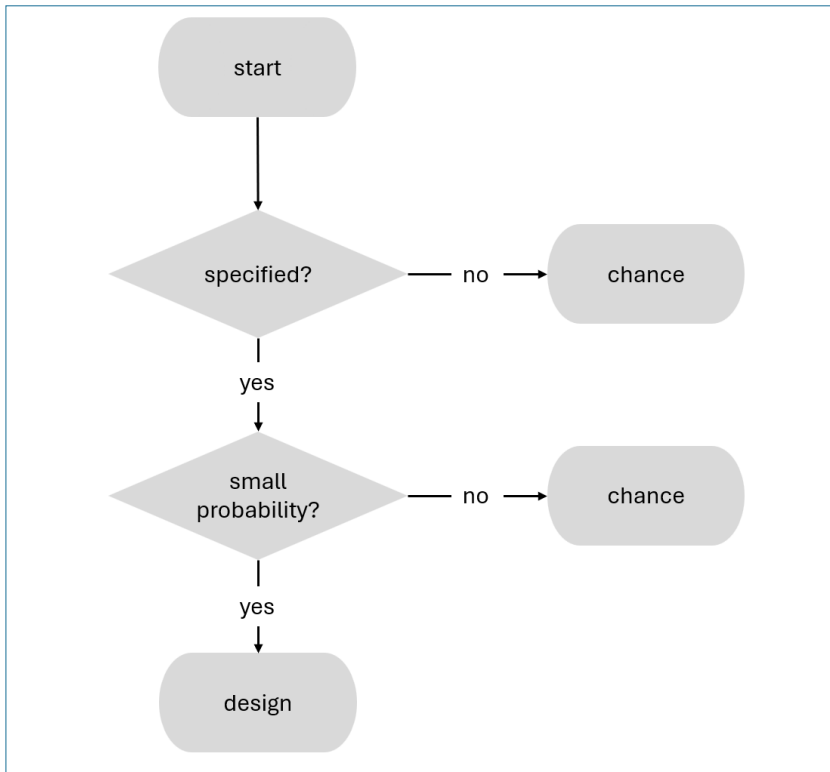 start
specified?
no
chance
yes
small
probability?
no
chance
yes
design